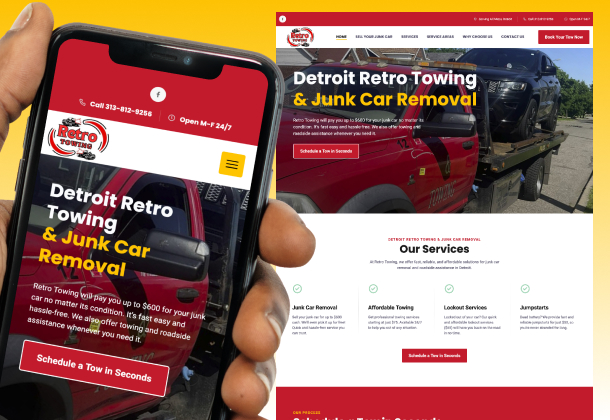 Call 313-812-9256
Open M-F 24/7
Retro
TOWING
Detroit Retro
Towing
& Junk Car
Removal
Retro Towing will pay up to $600 for your junk
car no matter its condition. It's fast easy and
hassle-free. We also offer towing and roadside
assistance whenever you need it.
Schedule a Tow in Seconds
Serving All Metro Detroit
Call 313-812-9256
Open M-F 24/7
Retro
TOWING
HOME
SELL YOUR JUNK CAR
SERVICES
SERVICE AREAS
WHY CHOOSE US
CONTACT US
Book Your Tow Now
Detroit Retro Towing
& Junk Car Removal
Retro Towing will pay you up to $600 for your junk car no matter its
condition. It's fast easy and hassle-free. We also offer towing and
roadside assistance whenever you need it.
Schedule a Tow in Seconds
DETROIT RETRO TOWING & JUNK CAR REMOVAL
Our Services
At Retro Towing, we offer fast, reliable, and affordable solutions for junk car
removal and roadside assistance in Detroit.
Junk Car Removal
Affordable Towing
Lockout Services
Jumpstarts
Schedule a Tow in Seconds
OUR PROCESS